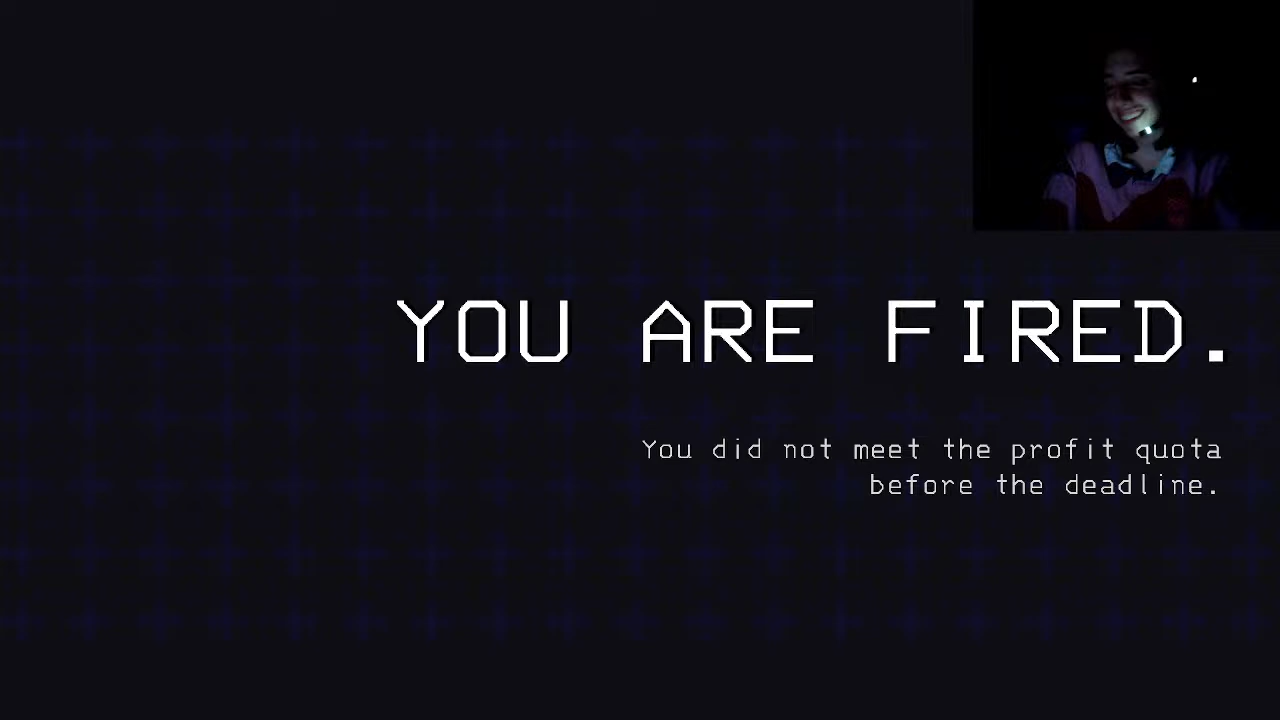 YOU ARE FIRED.
You did not meet the profit quota
before the deadline.